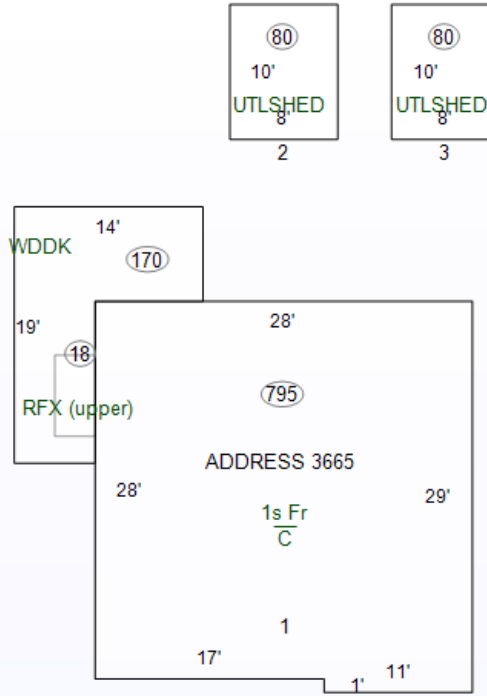 80
10'
UTLSHED
8'
2
80
10'
UTLSHED
8'
3
14'
WDDK
170
19'
18
RFX (upper)
28'
795
ADDRESS 3665
28'
29'
1s Fr
C
1
17'
11'
1'